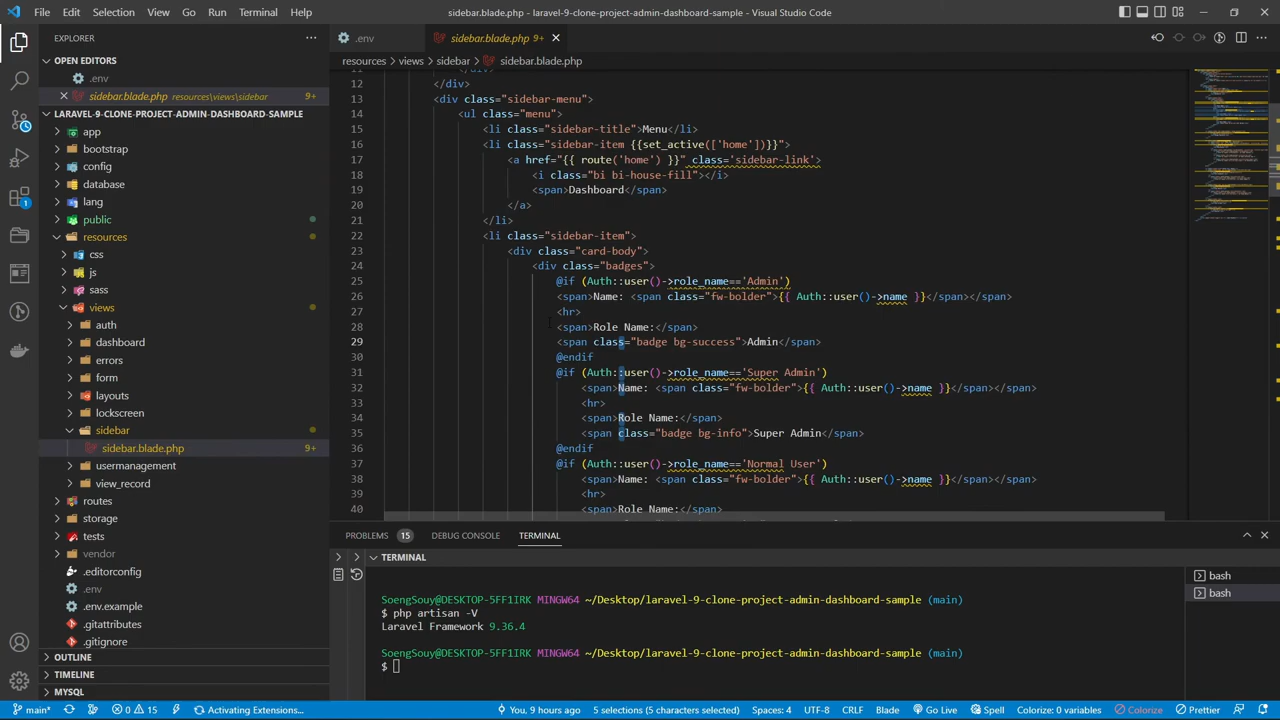 File Edit Selection View Go Run Terminal Help
sidebar.blade.php - laravel-9-clone-project-admin-dashboard-sample - Visual Studio Code
EXPLORER
OPEN EDITORS
.env
sidebar.blade.php resources\views\sidebar 9+
LARAVEL-9-CLONE-PROJECT-ADMIN-DASHBOARD-SAMPLE
app
bootstrap
config
database
lang
public
resources
css
js
sass
views
auth
dashboard
errors
form
layouts
lockscreen
sidebar
sidebar.blade.php 9+
usermanagement
view_record
routes
storage
tests
vendor
.editorconfig
.env
.env.example
.gitattributes
.gitignore
OUTLINE
TIMELINE
MYSQL
.env
sidebar.blade.php 9+
resources > views > sidebar > sidebar.blade.php
12 </div>
13 <div class="sidebar-menu">
14 <ul class="menu">
15 <li class="sidebar-title">Menu</li>
16 <li class="sidebar-item {{set_active(['home'])}}"
17 <a href="{{ route('home') }}" class='sidebar-link'>
18 <i class="bi bi-house-fill"></i>
19 <span>Dashboard</span>
20
21 </li>
22 <li class="sidebar-item">
23 <div class="card-body">
24 <div class="badges">
25 @if (Auth::user()->role_name=='Admin')
26 <span>Name: <span class="fw-bolder">{{ Auth::user()->name }}</span></span>
27 <hr>
28 <span>Role Name:</span>
29 <span class="badge bg-success">Admin</span>
30 @endif
31 @if (Auth::user()->role_name=='Super Admin')
32 <span>Name: <span class="fw-bolder">{{ Auth::user()->name }}</span></span>
33 <hr>
34 <span>Role Name:</span>
35 <span class="badge bg-info">Super Admin</span>
36 @endif
37 @if (Auth::user()->role_name=='Normal User')
38 <span>Name: <span class="fw-bolder">{{ Auth::user()->name }}</span></span>
39 <hr>
40 <span>Role Name:</span>
PROBLEMS 15 DEBUG CONSOLE TERMINAL
TERMINAL
SoengSouy@DESKTOP-5FF1IRK MINGW64 ~/Desktop/laravel-9-clone-project-admin-dashboard-sample (main)
$ php artisan -V
Laravel Framework 9.36.4
SoengSouy@DESKTOP-5FF1IRK MINGW64 ~/Desktop/laravel-9-clone-project-admin-dashboard-sample (main)
$
bash
bash
main* 0 15 Activating Extensions... You, 9 hours ago 5 selections (5 characters selected) Spaces: 4 UTF-8 CRLF Blade Go Live Spell Colorize: 0 variables Colorize Prettier